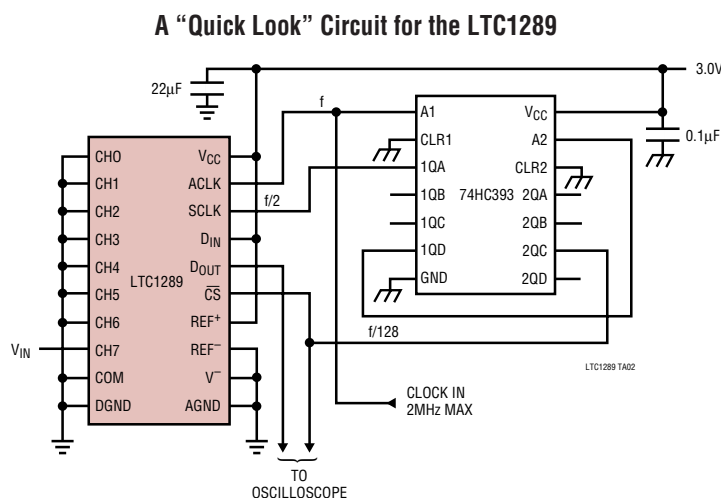 A “Quick Look” Circuit for the LTC1289
3.0V
22µF
f
A1
VCC
0.1µF
CLR1
A2
CHO
VCC
1QA
CLR2
CH1
ACLK
f/2
1QB
74HC393
2QA
CH2
SCLK
1QC
2QB
CH3
DIN
1QD
2QC
CH4
DOUT
GND
2QD
LTC1289
CH5
CS
CH6
REF+
f/128
VIN
CH7
REF–
LTC1289 TA02
COM
V–
CLOCK IN
2MHz MAX
DGND
AGND
TO
OSCILLOSCOPE